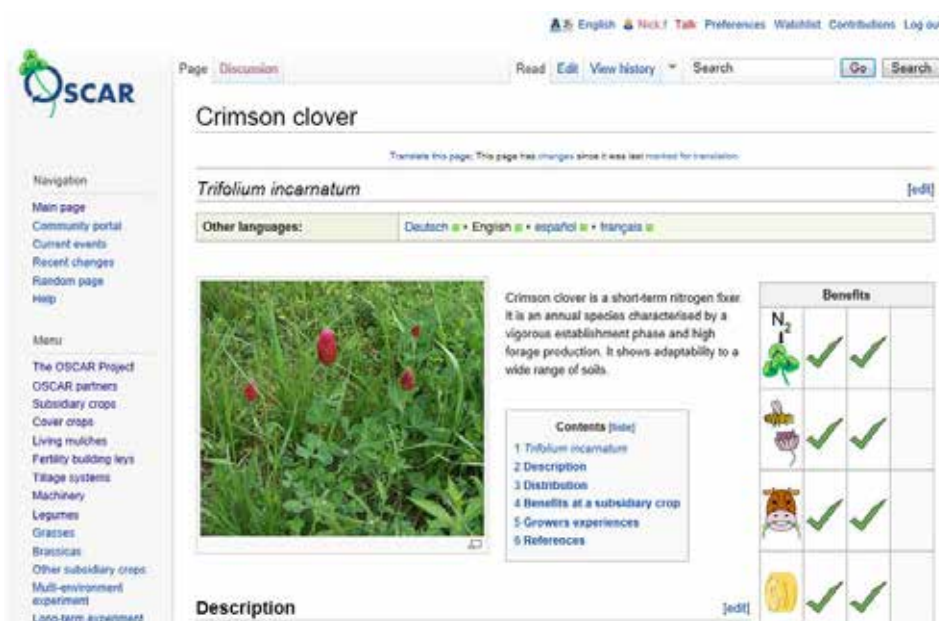 English Nick.f Talk Preferences Watchlist Contributions Log out
OSCAR
Page Discussion Read Edit View history Search Go Search
Crimson clover
Translate this page; This page has changes since it was last marked for translation.
Trifolium incarnatum [edit]
Other languages: Deutsch • English • español • français
Navigation
Main page
Community portal
Current events
Recent changes
Random page
Help
Menu
The OSCAR Project
OSCAR partners
Subsidiary crops
Cover crops
Living mulches
Fertility building leys
Tillage systems
Machinery
Legumes
Grasses
Brassicas
Other subsidiary crops
Multi-environment
experiment
Long-term experiment
Crimson clover is a short-term nitrogen fixer.
It is an annual species characterised by a
vigorous establishment phase and high
forage production. It shows adaptability to a
wide range of soils.
Contents [hide]
1 Trifolium incarnatum
2 Description
3 Distribution
4 Benefits at a subsidiary crop
5 Growers experiences
6 References
Benefits
N2
Description [edit]